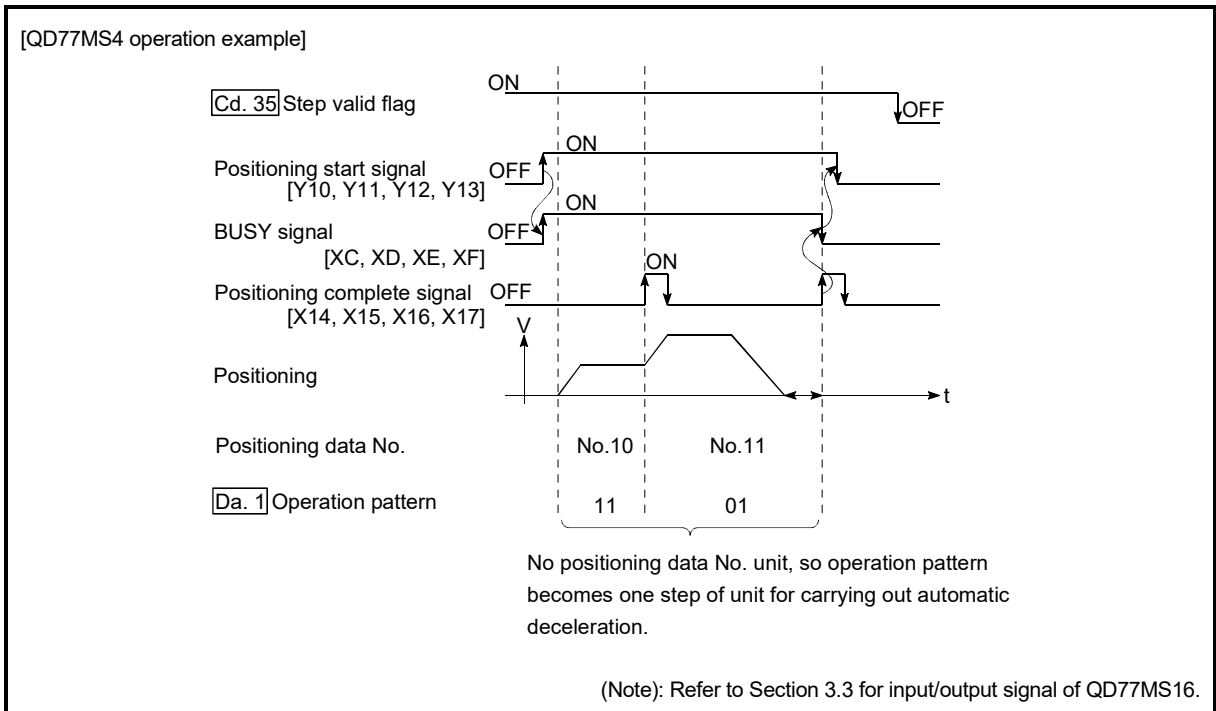 [QD77MS4 operation example]
ON
Cd. 35 Step valid flag
OFF
ON
Positioning start signal
OFF
[Y10, Y11, Y12, Y13]
ON
BUSY signal
OFF
[XC, XD, XE, XF]
ON
Positioning complete signal
OFF
[X14, X15, X16, X17]
V
Positioning
t
Positioning data No.
No.10
No.11
Da. 1 Operation pattern
11
01
No positioning data No. unit, so operation pattern
becomes one step of unit for carrying out automatic
deceleration.
(Note): Refer to Section 3.3 for input/output signal of QD77MS16.